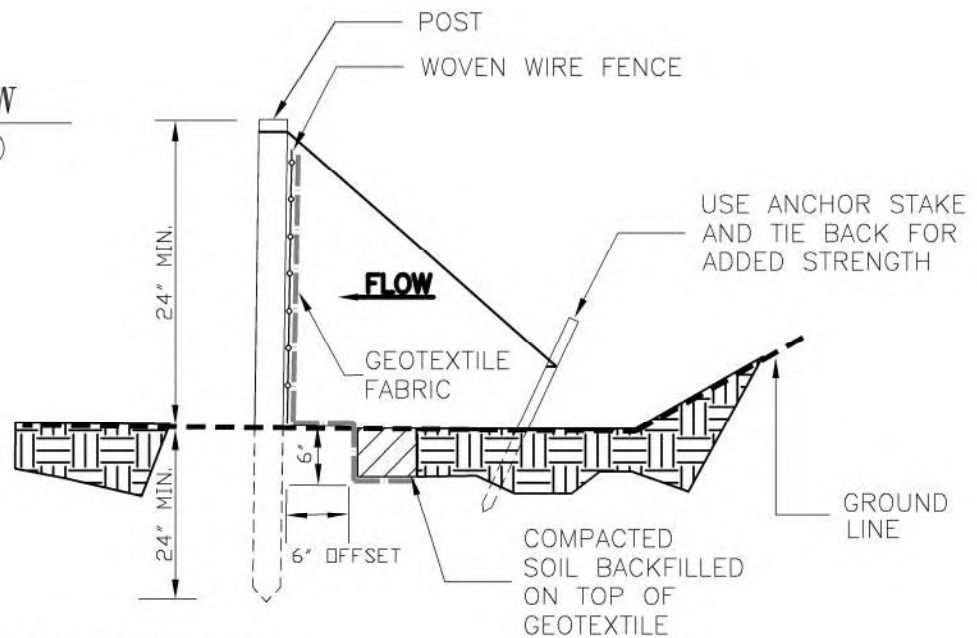 W
)
POST
WOVEN WIRE FENCE
24" MIN.
USE ANCHOR STAKE
AND TIE BACK FOR
ADDED STRENGTH
FLOW
GEOTEXTILE
FABRIC
6"
24" MIN.
6" OFFSET
GROUND
LINE
COMPACTED
SOIL BACKFILLED
ON TOP OF
GEOTEXTILE